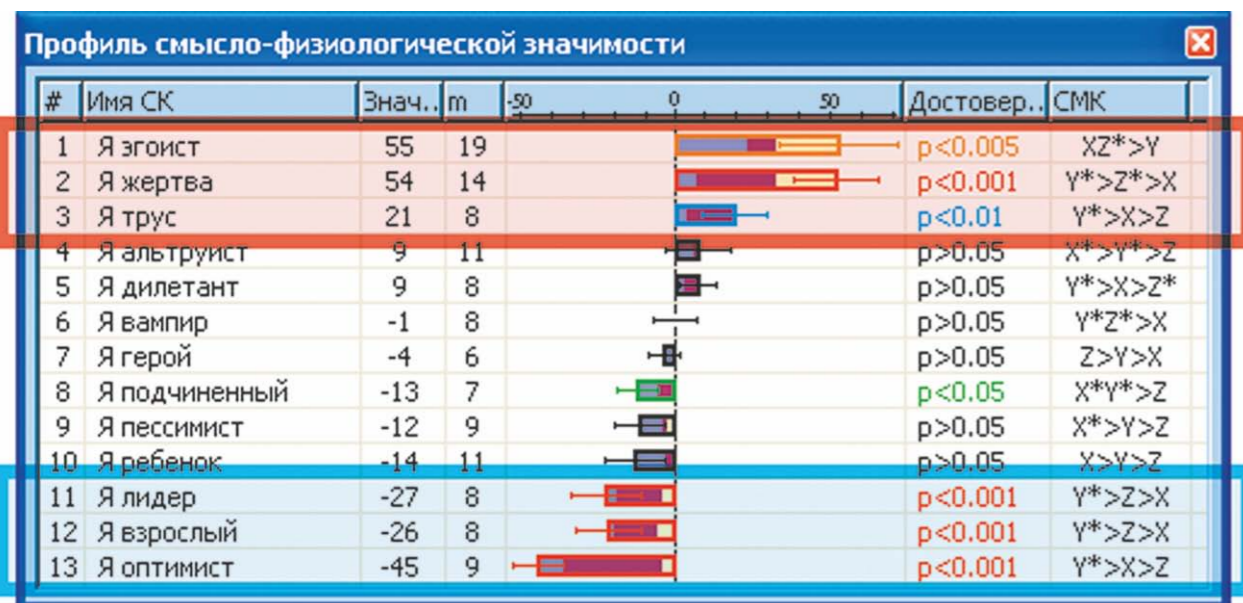 Профиль смысло-физиологической значимости
# Имя СК Знач.. m -50 0 50 Достовер.. СМК
1 Я эгоист 55 19 p<0.005 XZ*>Y
2 Я жертва 54 14 p<0.001 Y*>Z*>X
3 Я трус 21 8 p<0.01 Y*>X>Z
4 Я альтруист 9 11 p>0.05 X*>Y*>Z
5 Я дилетант 9 8 p>0.05 Y*>X>Z*
6 Я вампир -1 8 p>0.05 Y*Z*>X
7 Я герой -4 6 p>0.05 Z>Y>X
8 Я подчиненный -13 7 p<0.05 X*Y*>Z
9 Я пессимист -12 9 p>0.05 X*>Y>Z
10 Я ребенок -14 11 p>0.05 X>Y>Z
11 Я лидер -27 8 p<0.001 Y*>Z>X
12 Я взрослый -26 8 p<0.001 Y*>Z>X
13 Я оптимист -45 9 p<0.001 Y*>X>Z